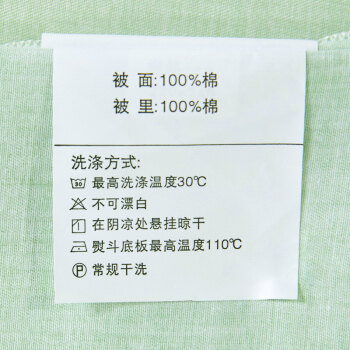 被 面:100%棉
被 里:100%棉
洗涤方式:
30 最高洗涤温度30℃
不可漂白
在阴凉处悬挂晾干
熨斗底板最高温度110℃
P 常规干洗